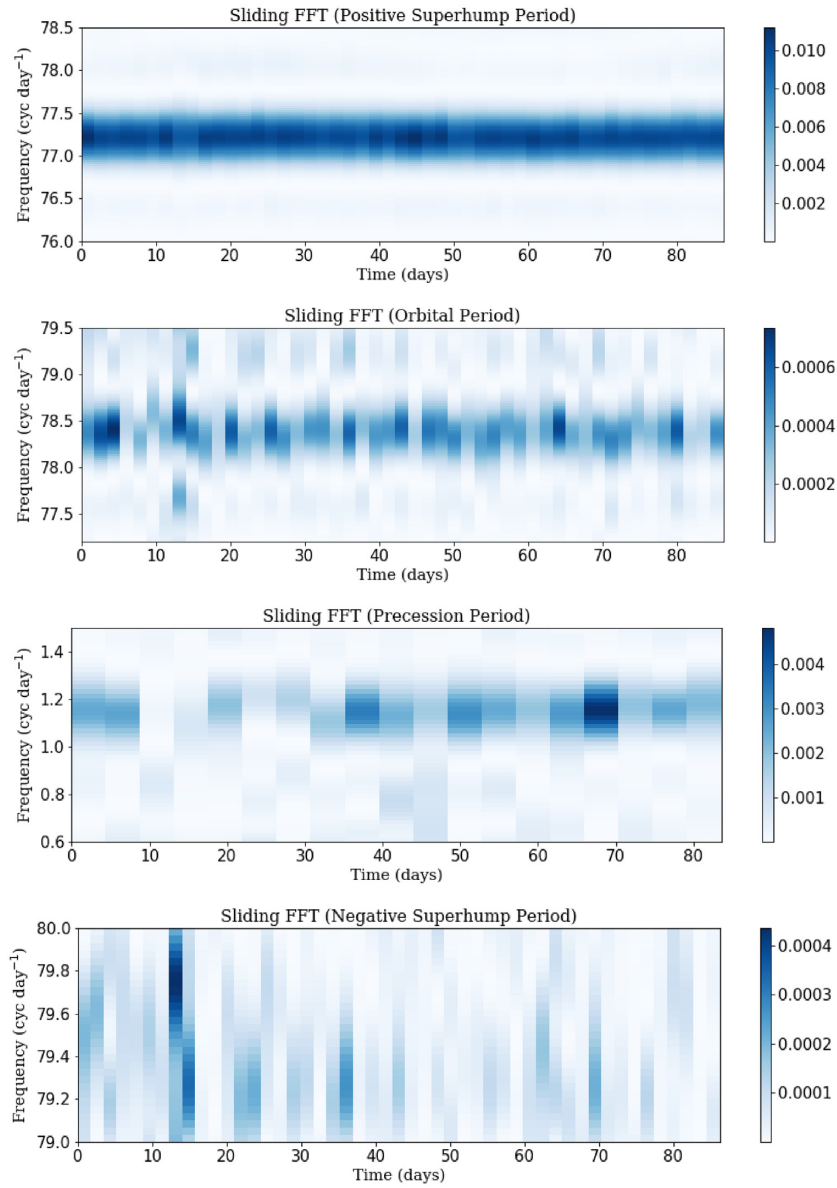 Sliding FFT (Positive Superhump Period)
Frequency (cyc day⁻¹)
78.5
78.0
77.5
77.0
76.5
76.0
0 10 20 30 40 50 60 70 80
Time (days)
0.010
0.008
0.006
0.004
0.002
Sliding FFT (Orbital Period)
Frequency (cyc day⁻¹)
79.5
79.0
78.5
78.0
77.5
0 10 20 30 40 50 60 70 80
Time (days)
0.0006
0.0004
0.0002
Sliding FFT (Precession Period)
Frequency (cyc day⁻¹)
1.4
1.2
1.0
0.8
0.6
0 10 20 30 40 50 60 70 80
Time (days)
0.004
0.003
0.002
0.001
Sliding FFT (Negative Superhump Period)
Frequency (cyc day⁻¹)
80.0
79.8
79.6
79.4
79.2
79.0
0 10 20 30 40 50 60 70 80
Time (days)
0.0004
0.0003
0.0002
0.0001